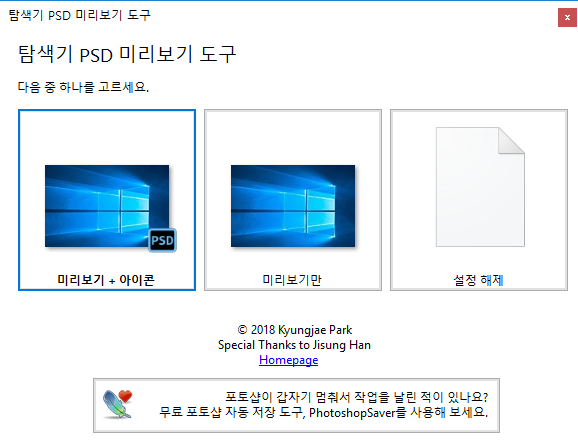 탐색기 PSD 미리보기 도구
x
탐색기 PSD 미리보기 도구
다음 중 하나를 고르세요.
PSD
미리보기 + 아이콘
미리보기만
설정 해제
© 2018 Kyungjae Park
Special Thanks to Jisung Han
Homepage
포토샵이 갑자기 멈춰서 작업을 날린 적이 있나요?
무료 포토샵 자동 저장 도구, PhotoshopSaver를 사용해 보세요.